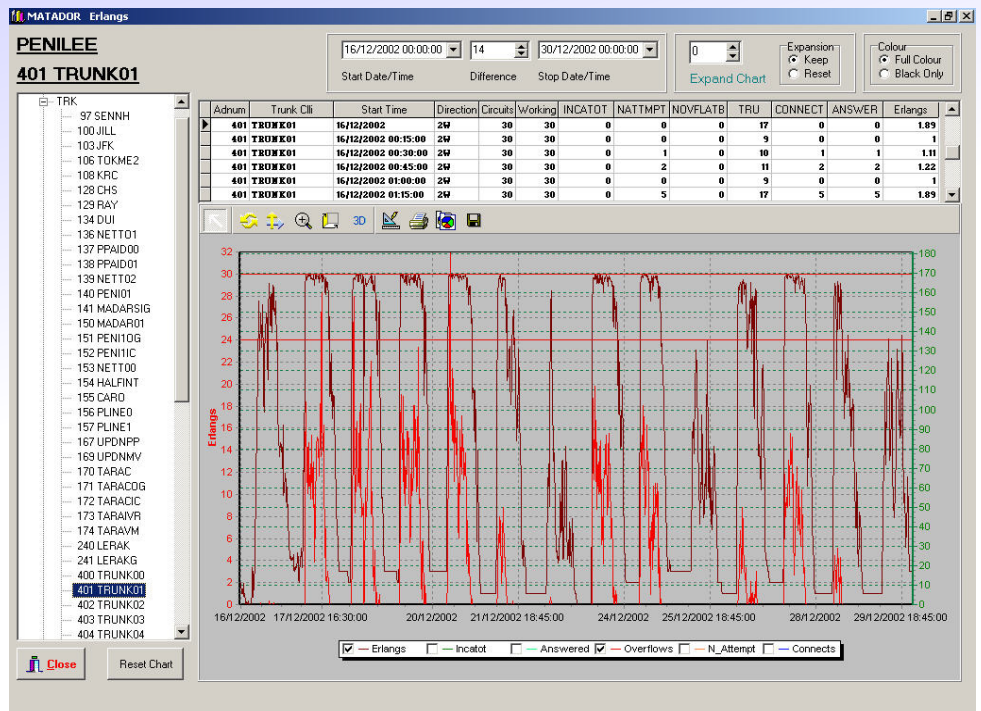 MATADOR Erlangs
PENILEE
401 TRUNK01
16/12/2002 00:00:00
14
30/12/2002 00:00:00
Start Date/Time
Difference
Stop Date/Time
0
Expand Chart
Expansion
Keep
Reset
Colour
Full Colour
Black Only
TRK
97 SENNH
100 JILL
103 JFK
106 TOKME2
108 KRC
128 CHS
129 RAY
134 DUI
136 NETTO1
137 PPAID00
138 PPAID01
139 NETTO2
140 PENI01
141 MADARSIG
150 MADAR01
151 PENI1OG
152 PENI1IC
153 NETT00
154 HALFINT
155 CARO
156 PLINE0
157 PLINE1
167 UPDNPP
169 UPDNMV
170 TARAC
171 TARACOG
172 TARACIC
173 TARAIVR
174 TARAVM
240 LERAK
241 LERAKG
400 TRUNK00
401 TRUNK01
402 TRUNK02
403 TRUNK03
404 TRUNK04
Close
Reset Chart
Adnum Trunk Clli Start Time Direction Circuits Working INCATOT NATTMPT NOVFLATB TRU CONNECT ANSWER Erlangs
401 TRUNK01 16/12/2002 2W 30 30 0 0 0 17 0 0 1.89
401 TRUNK01 16/12/2002 00:15:00 2W 30 30 0 0 0 9 0 0 1
401 TRUNK01 16/12/2002 00:30:00 2W 30 30 0 1 0 10 1 1 1.11
401 TRUNK01 16/12/2002 00:45:00 2W 30 30 0 2 0 11 2 2 1.22
401 TRUNK01 16/12/2002 01:00:00 2W 30 30 0 0 0 9 0 0 1
401 TRUNK01 16/12/2002 01:15:00 2W 30 30 0 5 0 17 5 5 1.89
3D
32
30
28
26
24
22
20
18
16
14
12
10
8
6
4
2
0
Erlangs
180
170
160
150
140
130
120
110
100
90
80
70
60
50
40
30
20
10
0
16/12/2002 17/12/2002 16:30:00 20/12/2002 21/12/2002 18:45:00 24/12/2002 25/12/2002 18:45:00 28/12/2002 29/12/2002 18:45:00
Erlangs Incatot Answered Overflows N_Attempt Connects